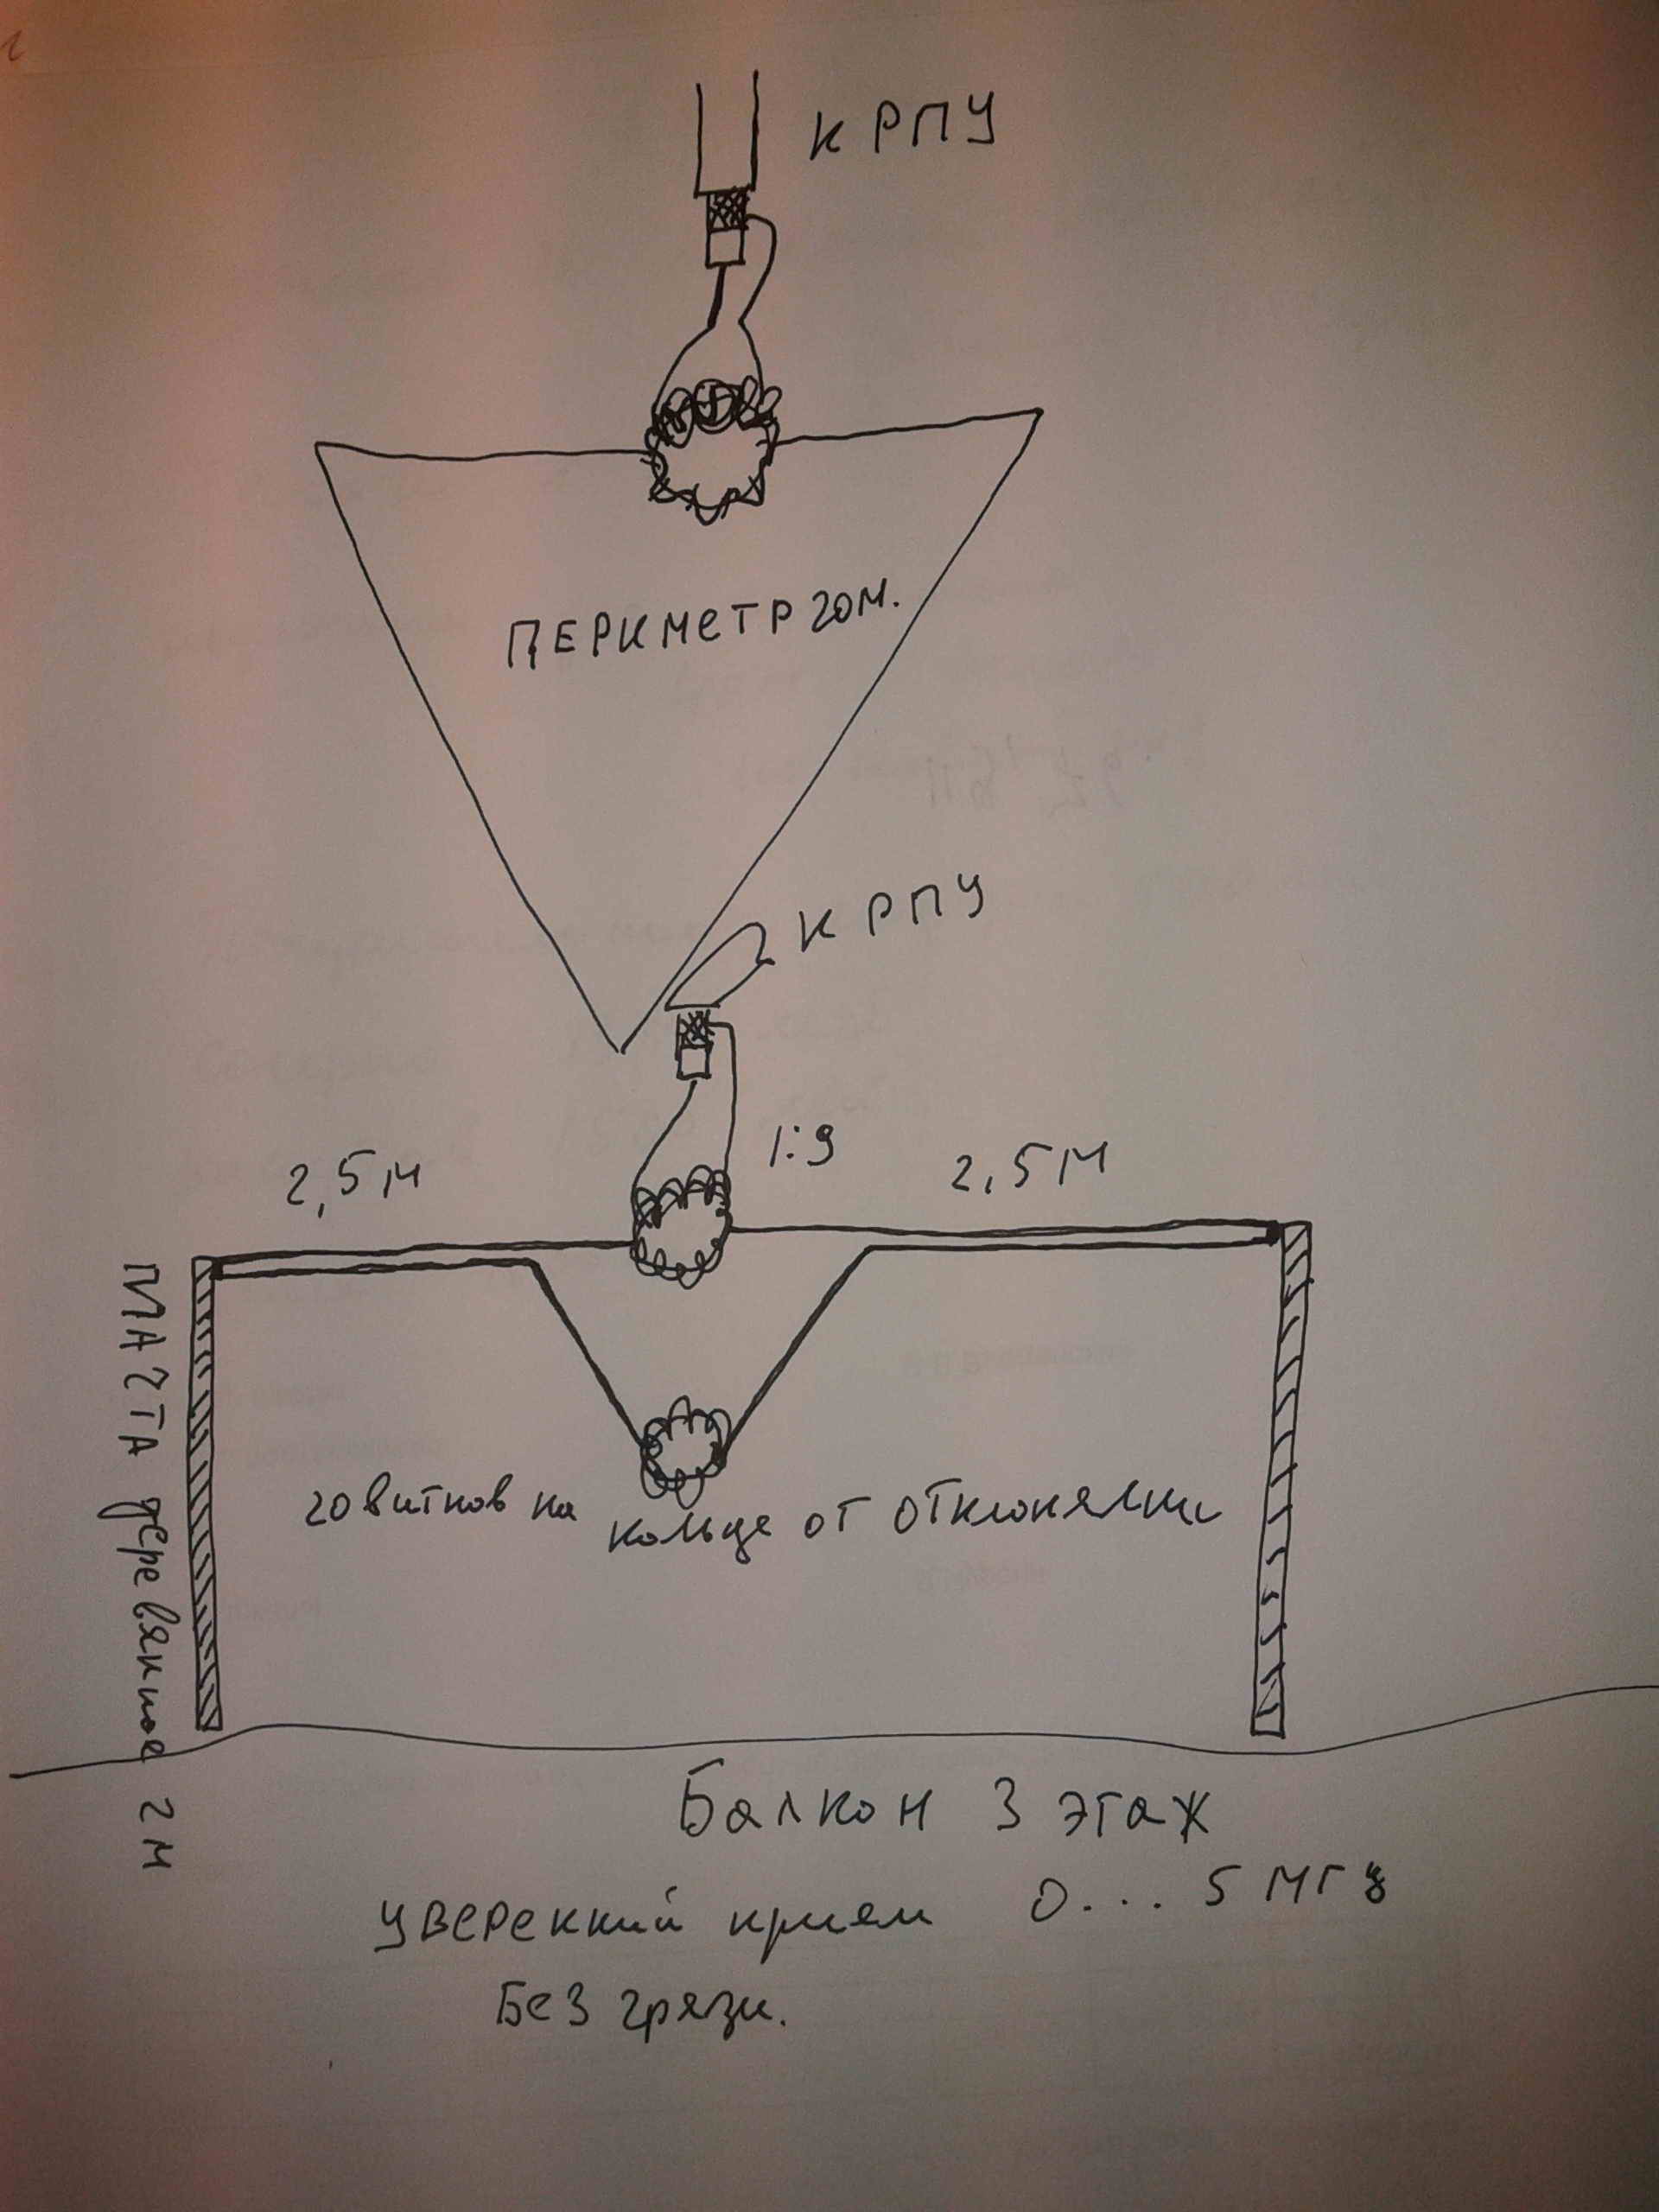 К РПУ
ПЕРИМЕТР 20М.
К РПУ
1:9
2,5М
2,5М
МАЧТА деревянная 2м
20 витков на кольце от отклонялки
Балкон 3 этаж
УВЕРЕННый прием 0... 5 МГц
Без грязи.